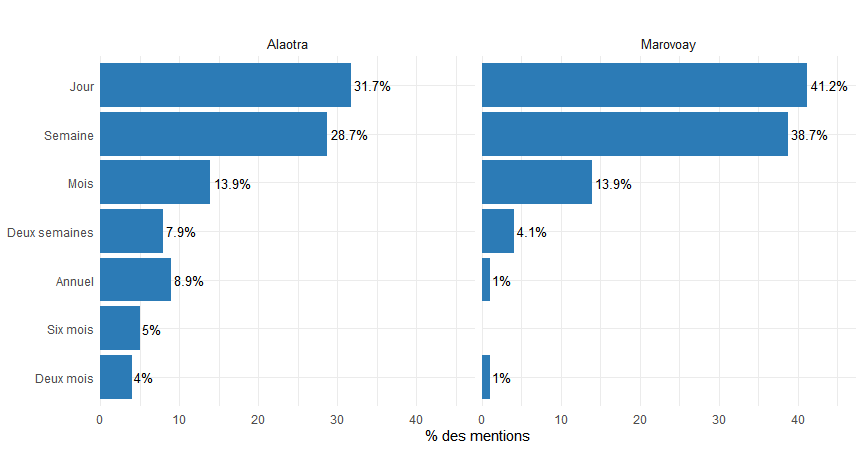 Alaotra Marovoay
Jour 31.7% 41.2%
Semaine 28.7% 38.7%
Mois 13.9% 13.9%
Deux semaines 7.9% 4.1%
Annuel 8.9% 1%
Six mois 5%
Deux mois 4% 1%
0 10 20 30 40 0 10 20 30 40
% des mentions